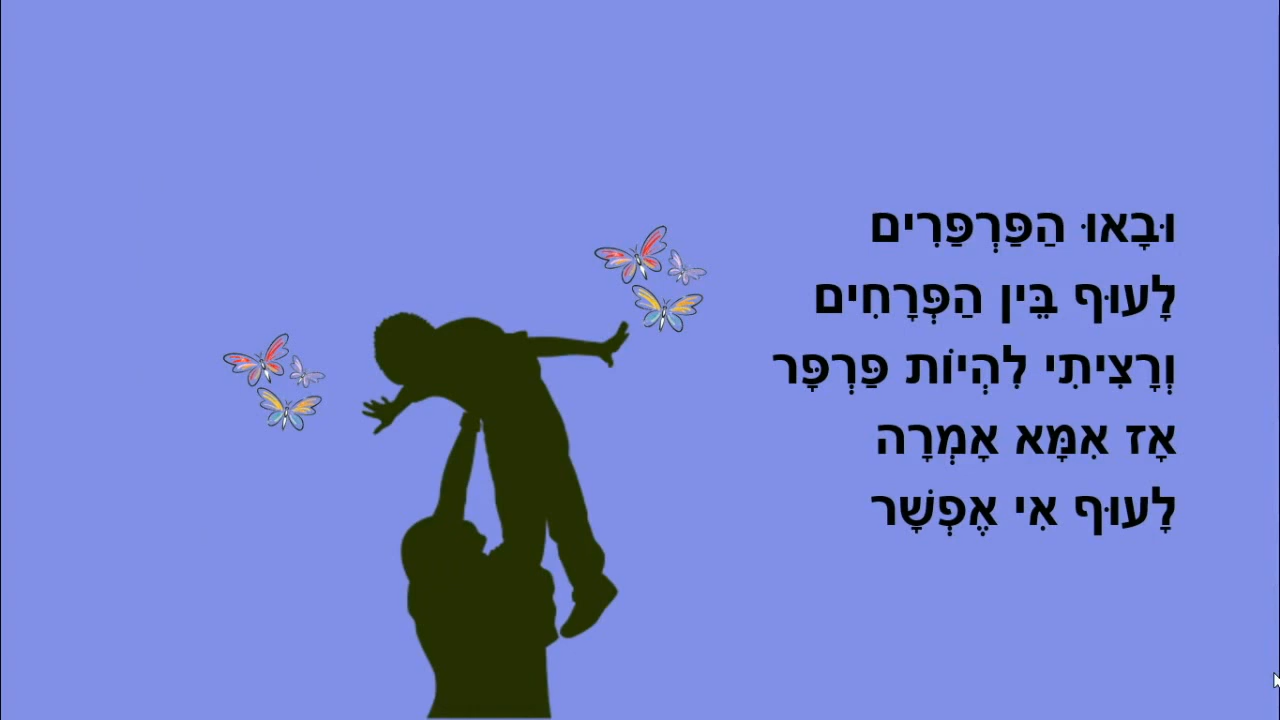 וּבָאוּ הַפַּרְפַּרִים
לָעוּף בֵּין הַפְּרָחִים
וְרָצִיתִי לִהְיוֹת פַּרְפָּר
אָז אִמָּא אָמְרָה
לָעוּף אִי אֶפְשָׁר